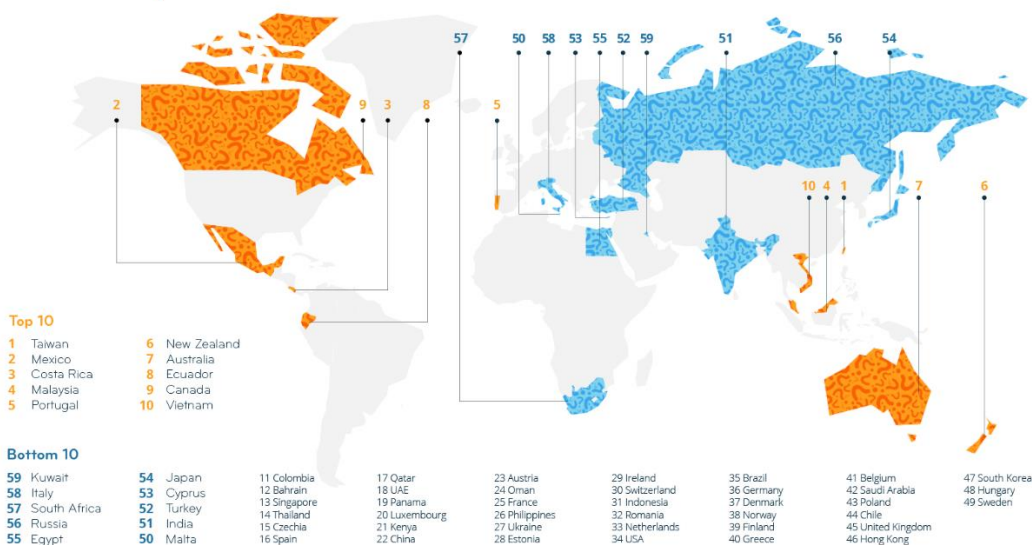 57
50
58
53
55
52
59
51
56
54
2
9
3
8
5
10
4
1
7
6
Top 10
1 Taiwan
2 Mexico
3 Costa Rica
4 Malaysia
5 Portugal
6 New Zealand
7 Australia
8 Ecuador
9 Canada
10 Vietnam
Bottom 10
59 Kuwait
58 Italy
57 South Africa
56 Russia
55 Egypt
54 Japan
53 Cyprus
52 Turkey
51 India
50 Malta
11 Colombia
12 Bahrain
13 Singapore
14 Thailand
15 Czechia
16 Spain
17 Qatar
18 UAE
19 Panama
20 Luxembourg
21 Kenya
22 China
23 Austria
24 Oman
25 France
26 Philippines
27 Ukraine
28 Estonia
29 Ireland
30 Switzerland
31 Indonesia
32 Romania
33 Netherlands
34 USA
35 Brazil
36 Germany
37 Denmark
38 Norway
39 Finland
40 Greece
41 Belgium
42 Saudi Arabia
43 Poland
44 Chile
45 United Kingdom
46 Hong Kong
47 South Korea
48 Hungary
49 Sweden